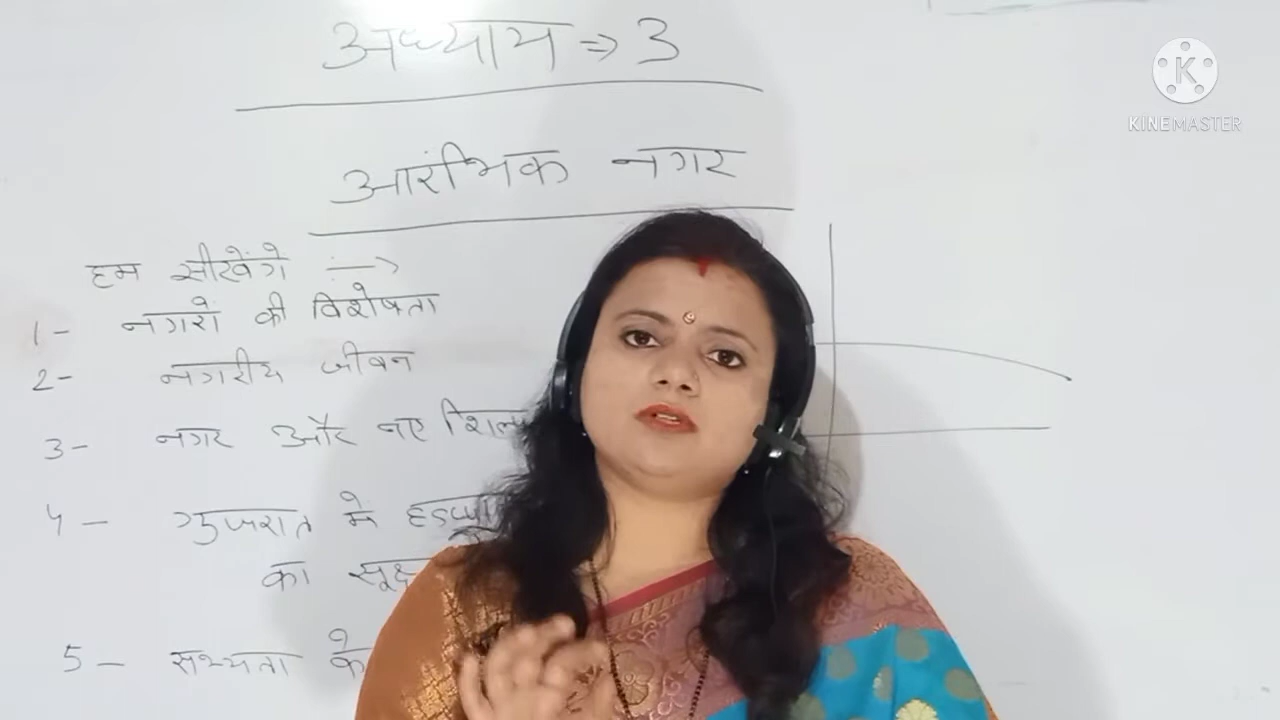 अध्याय ⇒ 3
KINEMASTER
आरंभिक नगर
हम सीखेंगे :→
1- नगरों की विशेषता
2- नगरीय जीवन
3- नगर और नए
4- गुजरात मे
का
5- सभ्यता के